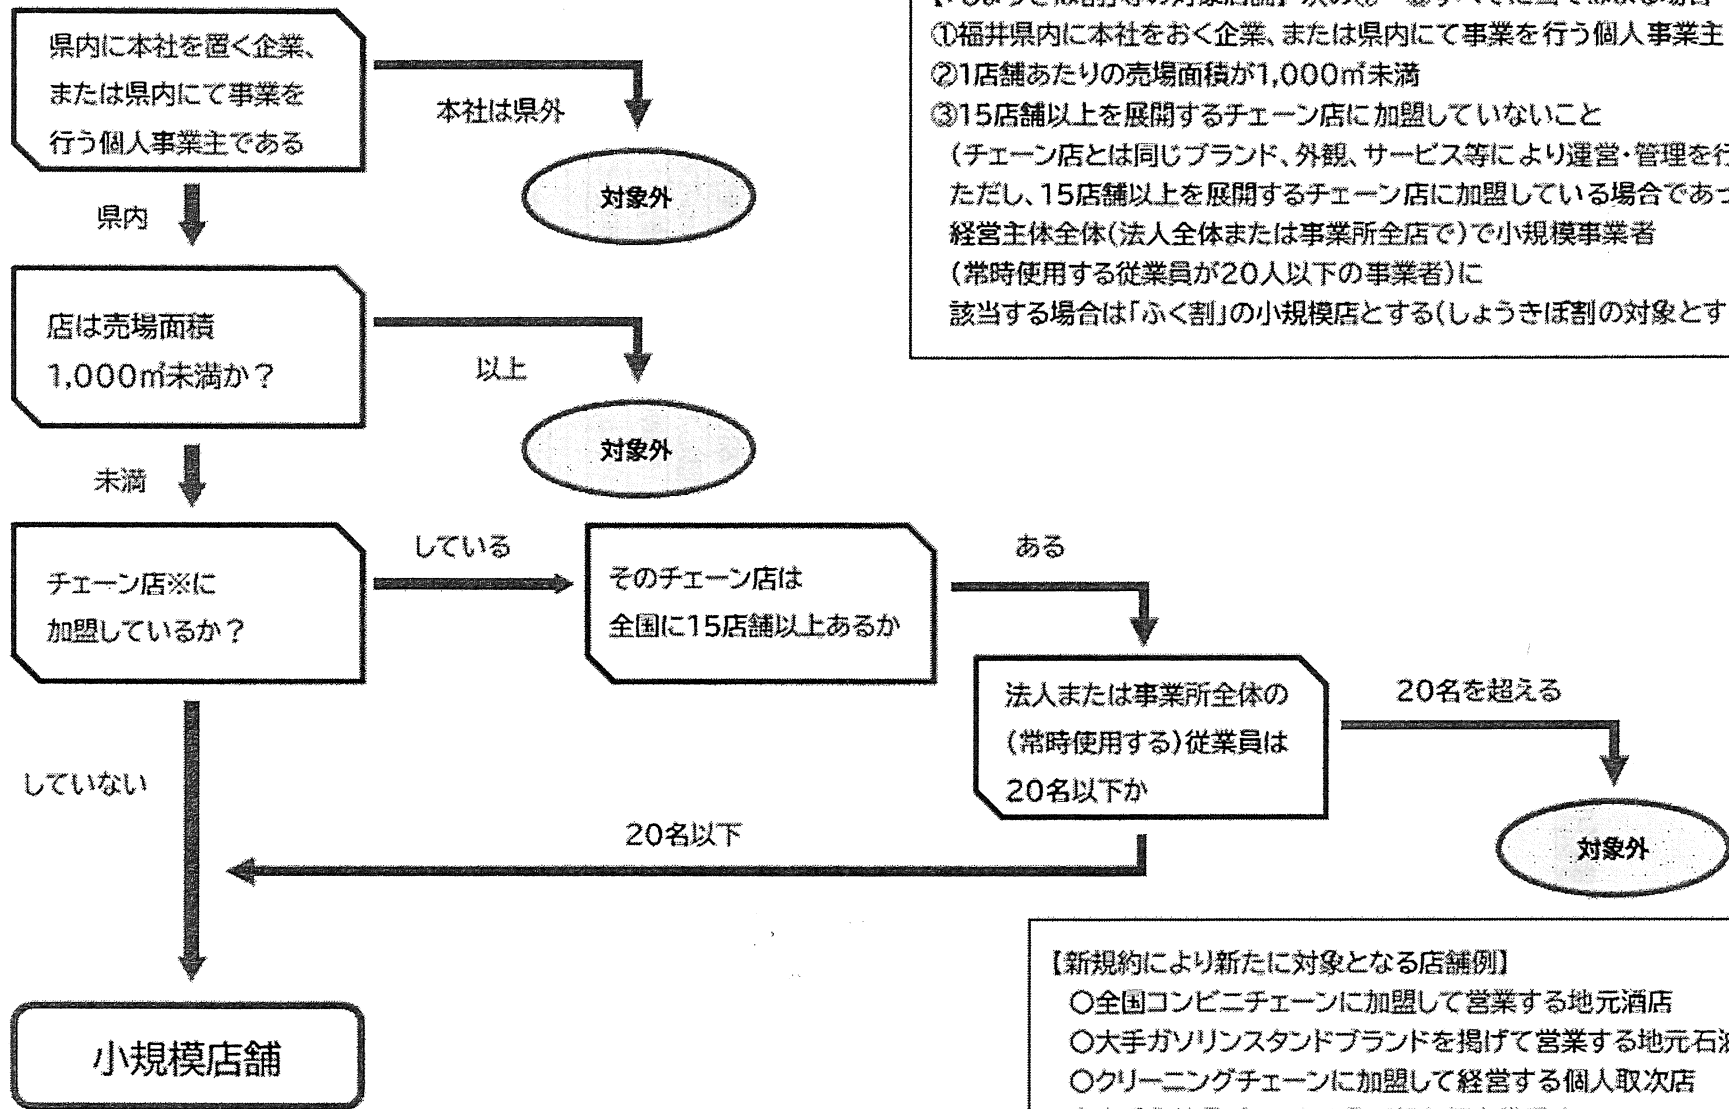 県内に本社を置く企業、
または県内にて事業を
行う個人事業主である
本社は県外
対象外
県内
店は売場面積
1,000㎡未満か？
以上
対象外
未満
チェーン店※に
加盟しているか？
している
そのチェーン店は
全国に15店舗以上あるか
ある
法人または事業所全体の
(常時使用する)従業員は
20名以下か
20名を超える
対象外
していない
20名以下
小規模店舗
①福井県内に本社をおく企業、または県内にて事業を行う個人事業主
②1店舗あたりの売場面積が1,000㎡未満
③15店舗以上を展開するチェーン店に加盟していないこと
(チェーン店とは同じブランド、外観、サービス等により運営・管理を行
ただし、15店舗以上を展開するチェーン店に加盟している場合であっ
経営主体全体(法人全体または事業所全店で)で小規模事業者
(常時使用する従業員が20人以下の事業者)に
該当する場合は「ふく割」の小規模店とする(しょうきぼ割の対象とす
【新規約により新たに対象となる店舗例】
○全国コンビニチェーンに加盟して営業する地元酒店
○大手ガソリンスタンドブランドを掲げて営業する地元石油
○クリーニングチェーンに加盟して経営する個人取次店